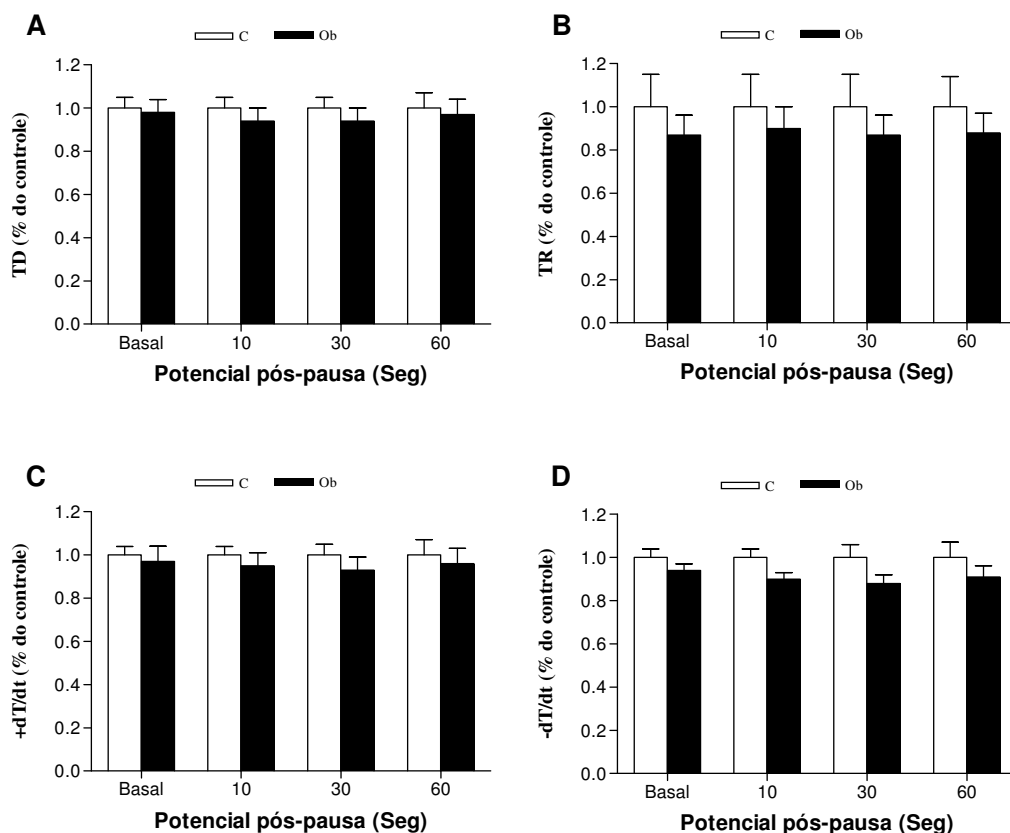 A
C Ob
TD (% do controle)
1.2
1.0
0.8
0.6
0.4
0.2
0.0
Basal 10 30 60
Potencial pós-pausa (Seg)
B
C Ob
TR (% do controle)
1.2
1.0
0.8
0.6
0.4
0.2
0.0
Basal 10 30 60
Potencial pós-pausa (Seg)
C
C Ob
+dT/dt (% do controle)
1.2
1.0
0.8
0.6
0.4
0.2
0.0
Basal 10 30 60
Potencial pós-pausa (Seg)
D
C Ob
-dT/dt (% do controle)
1.2
1.0
0.8
0.6
0.4
0.2
0.0
Basal 10 30 60
Potencial pós-pausa (Seg)